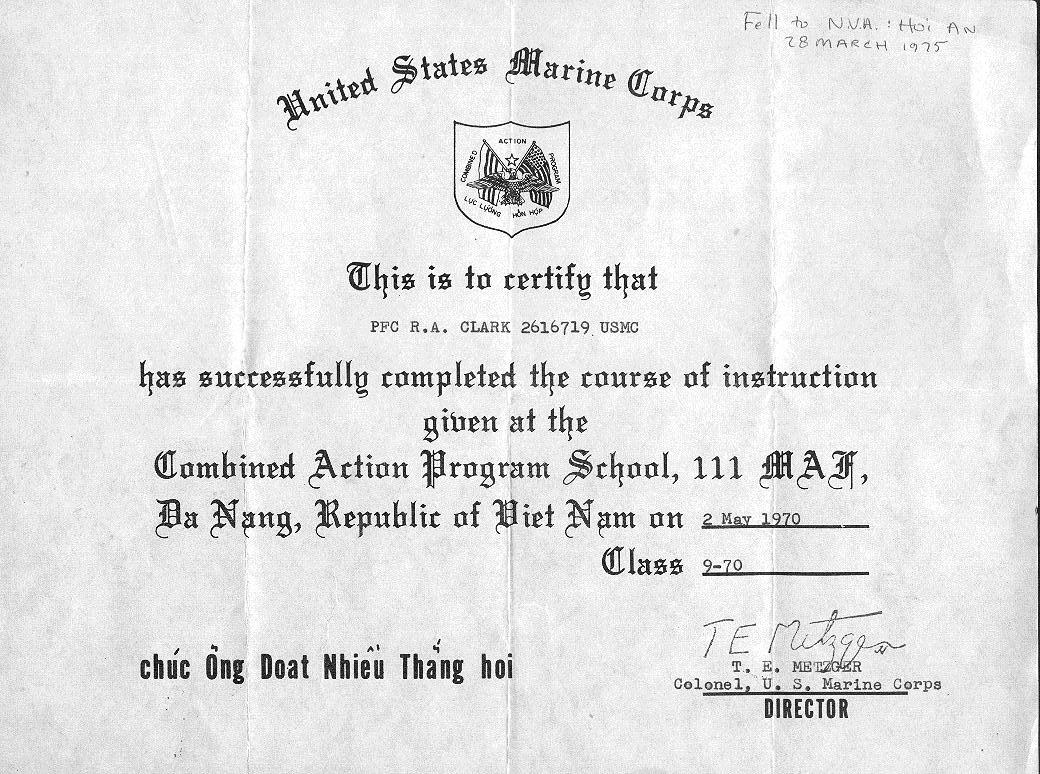 Fell to N.V.A. : Hoi An
28 MARCH 1975
United States Marine Corps
COMBINED ACTION PROGRAM
LỰC LƯỢNG HỖN HỢP
This is to certify that
PFC R.A. CLARK 2616719 USMC
has successfully completed the course of instruction
given at the
Combined Action Program School, 111 MAF,
Da Nang, Republic of Viet Nam on 2 May 1970
Class 9-70
chúc Ông Doat Nhiều Thắng hoi
T E Metzger
T. E. METZGER
Colonel, U. S. Marine Corps
DIRECTOR